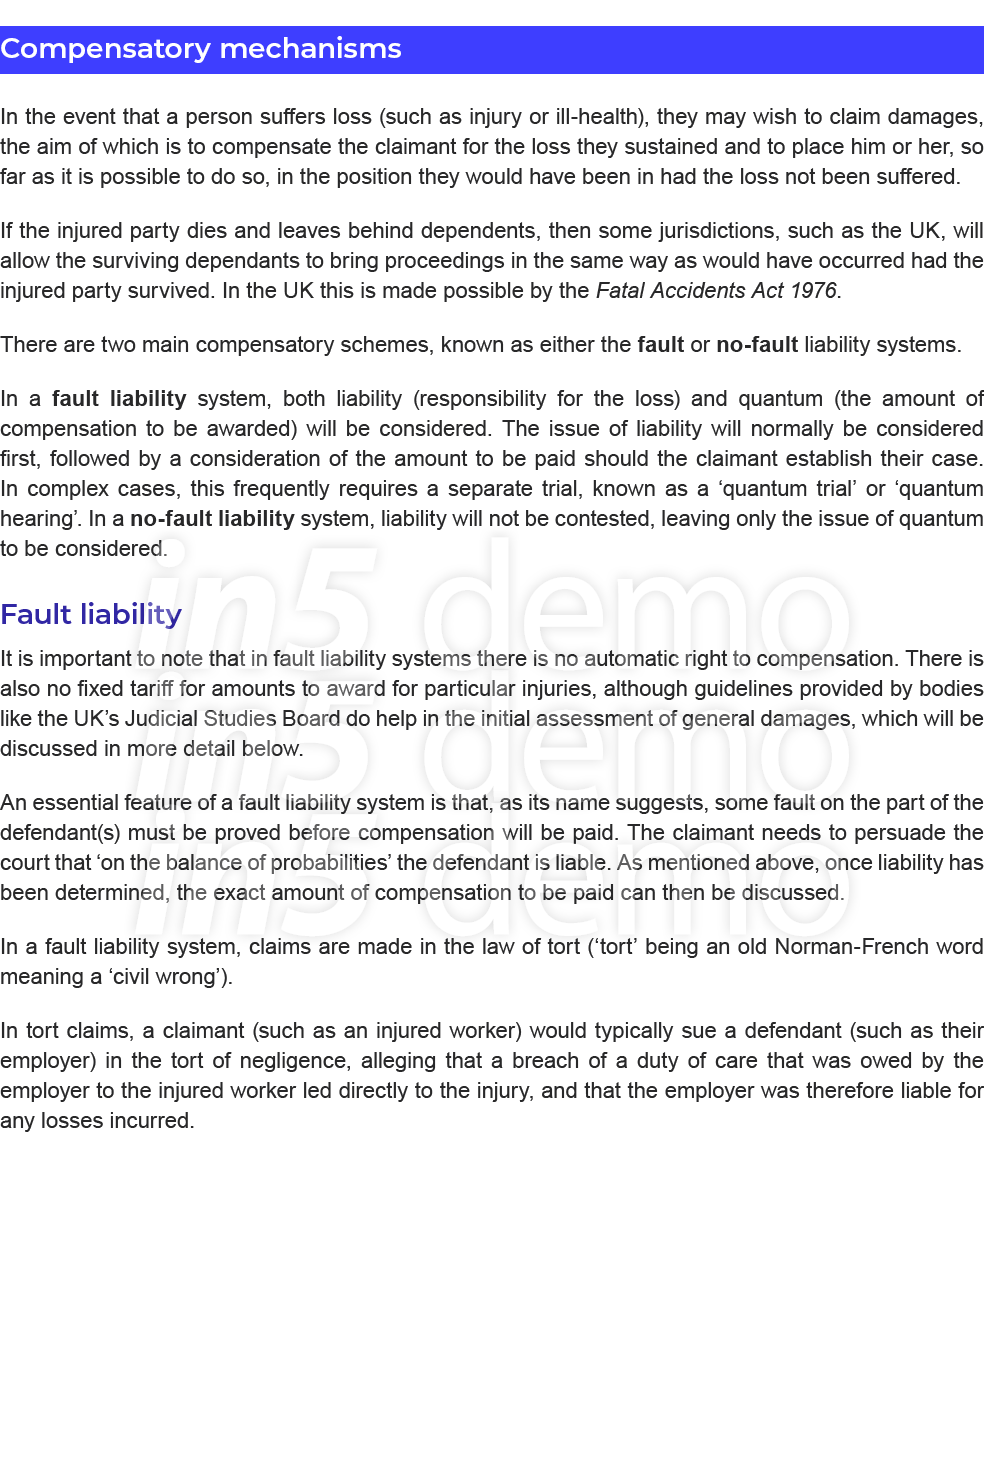 Compensatory mechanisms
In the event that a person suffers loss (such as injury or ill-health), they may wish to claim damages,
the aim of which is to compensate the claimant for the loss they sustained and to place him or her, so
far as it is possible to do so, in the position they would have been in had the loss not been suffered.
If the injured party dies and leaves behind dependents, then some jurisdictions, such as the UK, will
allow the surviving dependants to bring proceedings in the same way as would have occurred had the
injured party survived. In the UK this is made possible by the Fatal Accidents Act 1976.
There are two main compensatory schemes, known as either the fault or no-fault liability systems.
In a fault liability system, both liability (responsibility for the loss) and quantum (the amount of
compensation to be awarded) will be considered. The issue of liability will normally be considered
first, followed by a consideration of the amount to be paid should the claimant establish their case.
In complex cases, this frequently requires a separate trial, known as a ‘quantum trial’ or ‘quantum
hearing’. In a no-fault liability system, liability will not be contested, leaving only the issue of quantum
to be considered.
in5 demo
Fault liability
It is important to note that in fault liability systems there is no automatic right to compensation. There is
also no fixed tariff for amounts to award for particular injuries, although guidelines provided by bodies
like the UK’s Judicial Studies Board do help in the initial assessment of general damages, which will be
discussed in more detail below.
in5 demo
An essential feature of a fault liability system is that, as its name suggests, some fault on the part of the
defendant(s) must be proved before compensation will be paid. The claimant needs to persuade the
court that ‘on the balance of probabilities’ the defendant is liable. As mentioned above, once liability has
been determined, the exact amount of compensation to be paid can then be discussed.
in5 demo
In a fault liability system, claims are made in the law of tort (‘tort’ being an old Norman-French word
meaning a ‘civil wrong’).
In tort claims, a claimant (such as an injured worker) would typically sue a defendant (such as their
employer) in the tort of negligence, alleging that a breach of a duty of care that was owed by the
employer to the injured worker led directly to the injury, and that the employer was therefore liable for
any losses incurred.